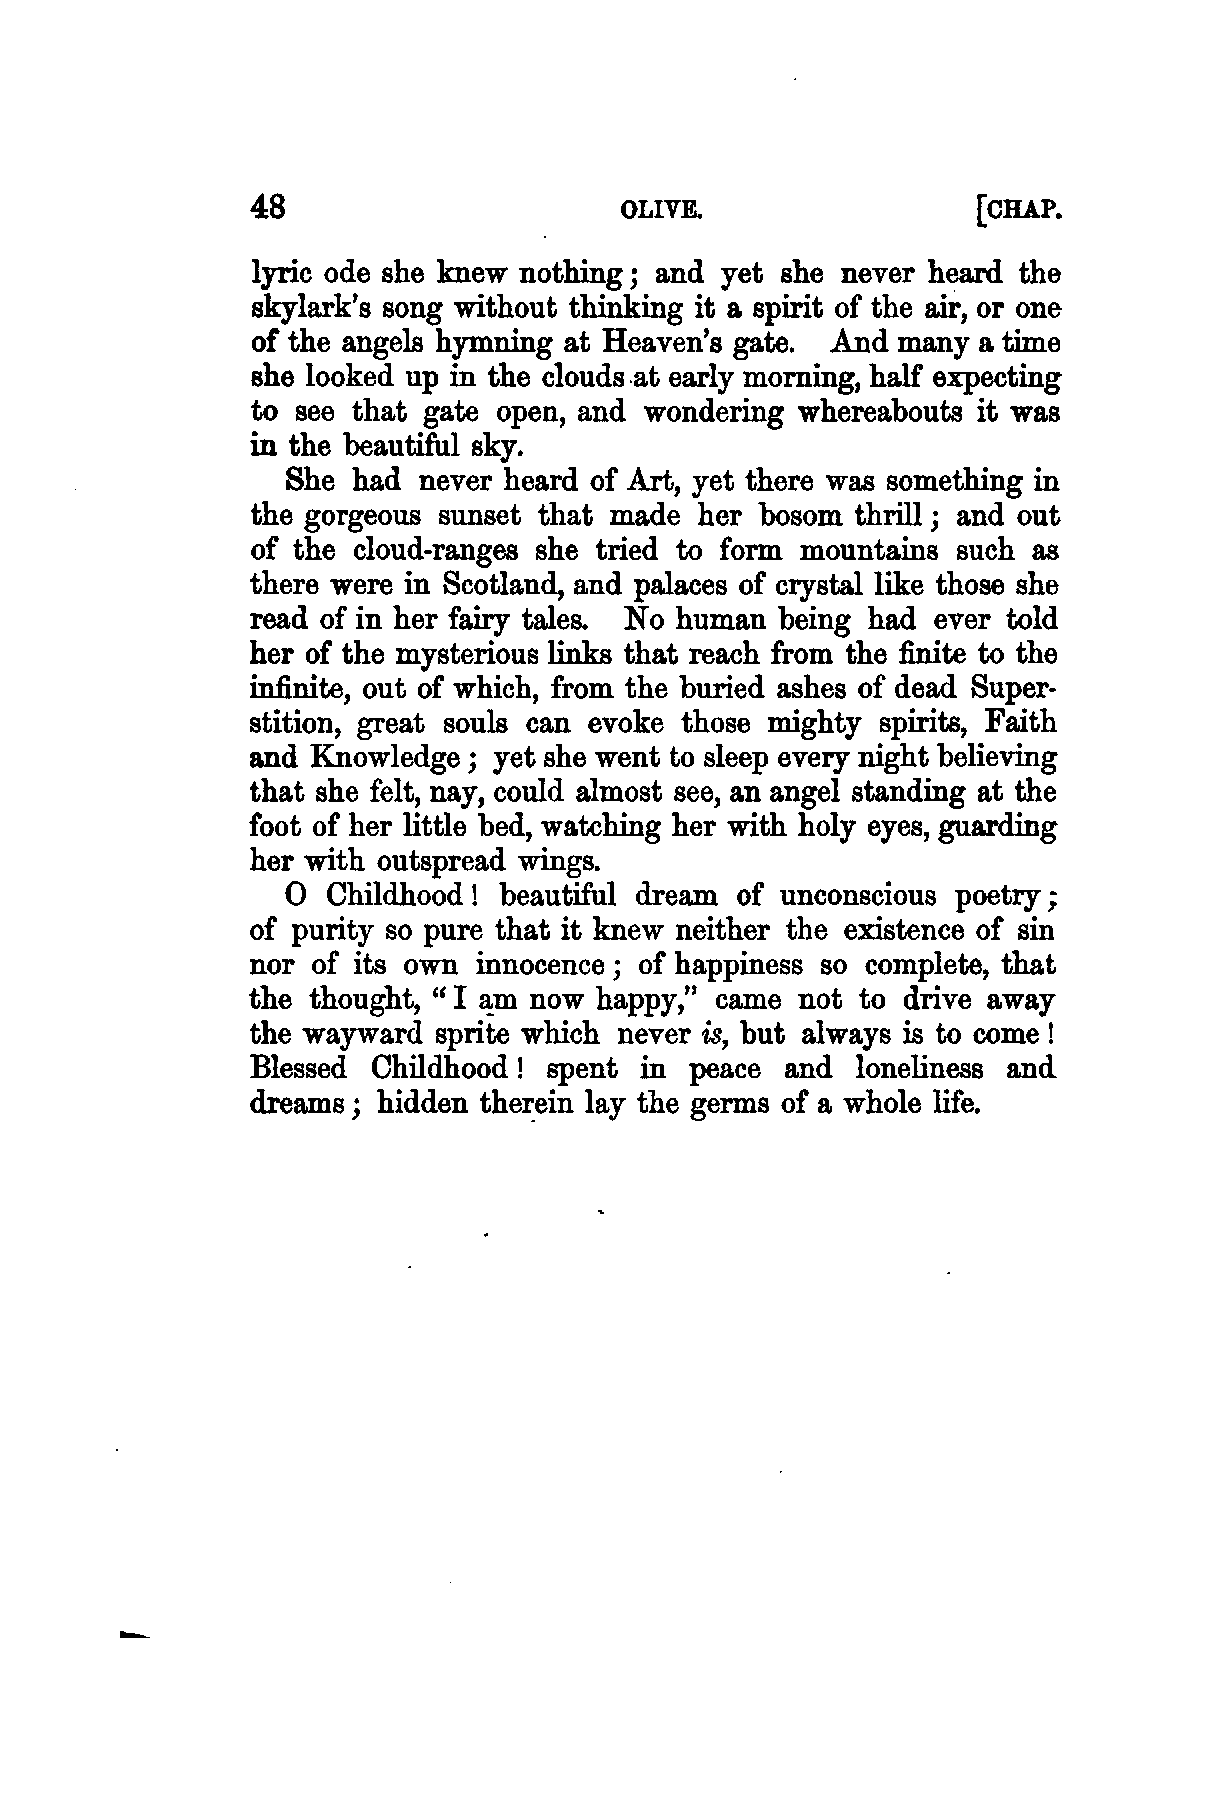 48 OLIVE. [CHAP.
lyric ode she knew nothing; and yet she never heard the
skylark's song without thinking it a spirit of the air, or one
of the angels hymning at Heaven's gate. And many a time
she looked up in the clouds at early morning, half expecting
to see that gate open, and wondering whereabouts it was
in the beautiful sky.
She had never heard of Art, yet there was something in
the gorgeous sunset that made her bosom thrill; and out
of the cloud-ranges she tried to form mountains such as
there were in Scotland, and palaces of crystal like those she
read of in her fairy tales. No human being had ever told
her of the mysterious links that reach from the finite to the
infinite, out of which, from the buried ashes of dead Super-
stition, great souls can evoke those mighty spirits, Faith
and Knowledge; yet she went to sleep every night believing
that she felt, nay, could almost see, an angel standing at the
foot of her little bed, watching her with holy eyes, guarding
her with outspread wings.
O Childhood! beautiful dream of unconscious poetry;
of purity so pure that it knew neither the existence of sin
nor of its own innocence; of happiness so complete, that
the thought, "I am now happy," came not to drive away
the wayward sprite which never is, but always is to come!
Blessed Childhood! spent in peace and loneliness and
dreams; hidden therein lay the germs of a whole life.